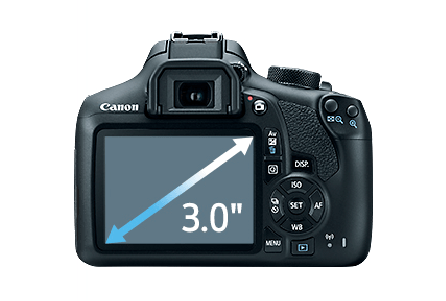 Canon
Av
DISP.
ISO
SET
AF
WB
MENU
3.0"